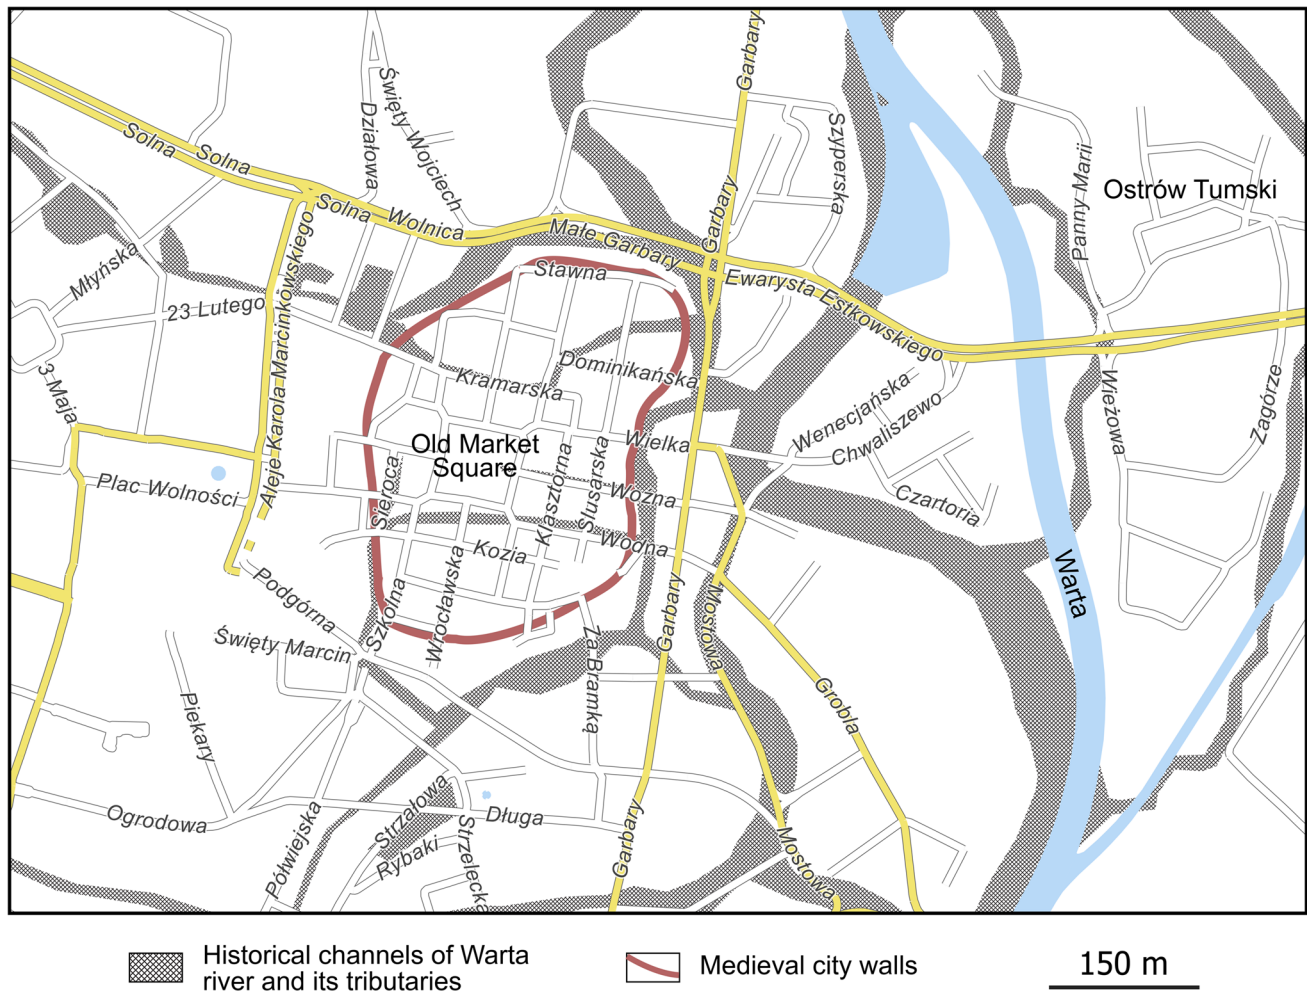 Garbary
Święty Wojciech
Działowa
Szyperska
Solna
Solna
Panny Marii
Ostrów Tumski
Solna
Wolnica
Małe Garbary
Garbary
Aleje Karola Marcinkowskiego
Młyńska
Stawna
Ewarysta Estkowskiego
23 Lutego
3 Maja
Kramarska
Dominikańska
Wenecjańska
Chwaliszewo
Wieżowa
Zagórze
Old Market
Square
Wielka
Sieroca
Klasztorna
Ślusarska
Plac Wolności
Woźna
Czartoria
Kozia
Wodna
Warta
Podgórna
Szkolna
Wrocławska
Garbary
Mostowa
Święty Marcin
Za Bramką
Piekary
Grobla
Ogrodowa
Półwiejska
Strzałowa
Rybaki
Strzelecka
Długa
Garbary
Mostowa
Historical channels of Warta
river and its tributaries
Medieval city walls
150 m